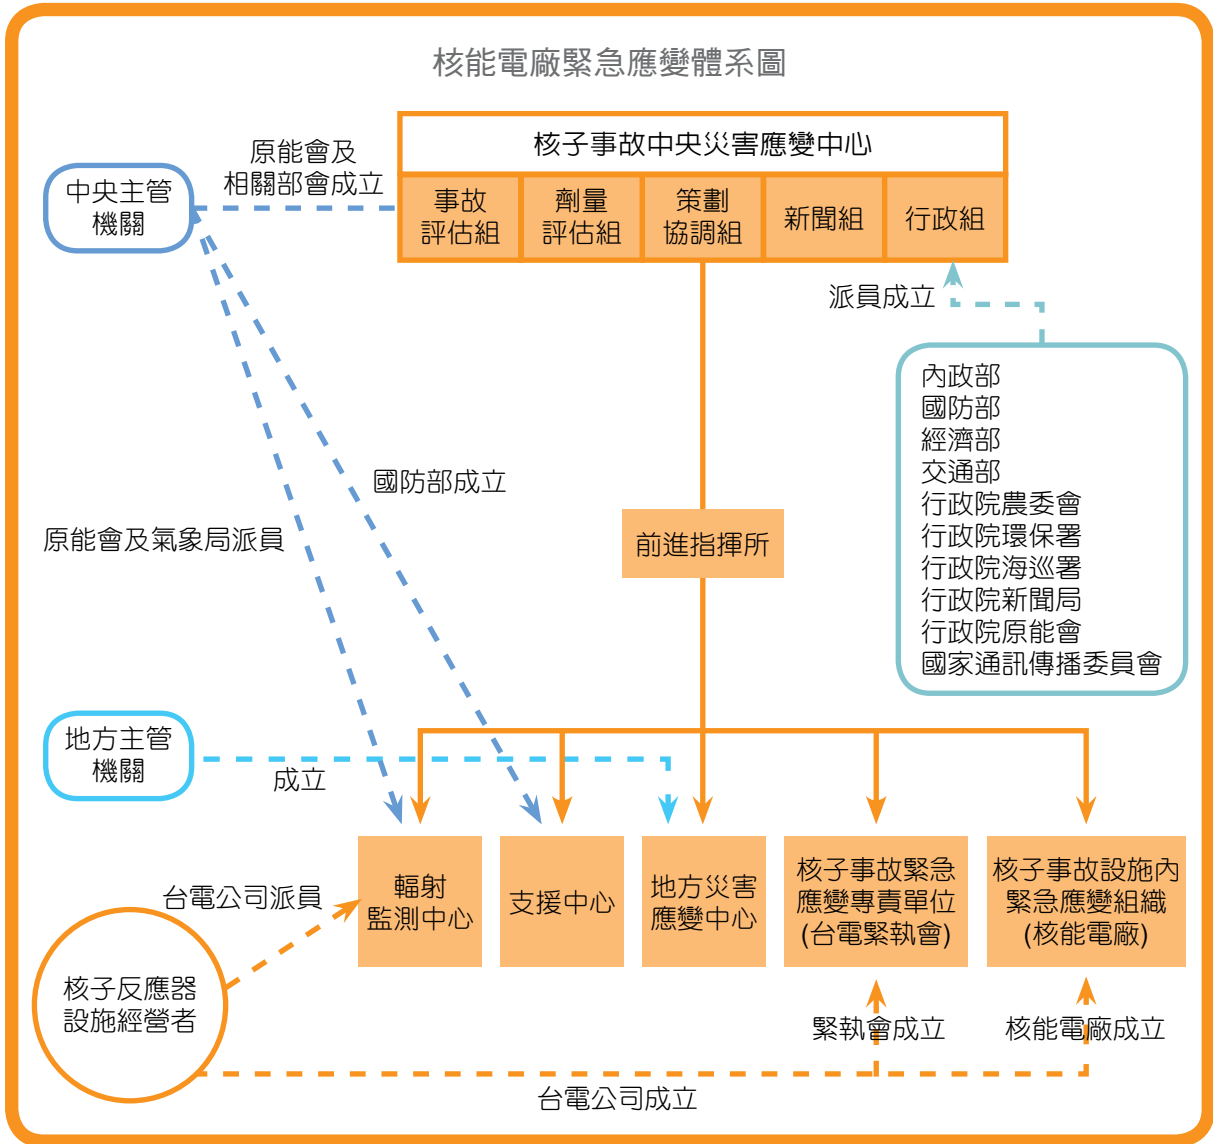 核能電廠緊急應變體系圖
原能會及
相關部會成立
核子事故中央災害應變中心
中央主管
機關
事故
評估組
劑量
評估組
策劃
協調組
新聞組
行政組
派員成立
內政部
國防部
經濟部
交通部
行政院農委會
行政院環保署
行政院海巡署
行政院新聞局
行政院原能會
國家通訊傳播委員會
國防部成立
原能會及氣象局派員
前進指揮所
地方主管
機關
成立
台電公司派員
輻射
監測中心
支援中心
地方災害
應變中心
核子事故緊急
應變專責單位
(台電緊執會)
核子事故設施內
緊急應變組織
(核能電廠)
核子反應器
設施經營者
緊執會成立
核能電廠成立
台電公司成立